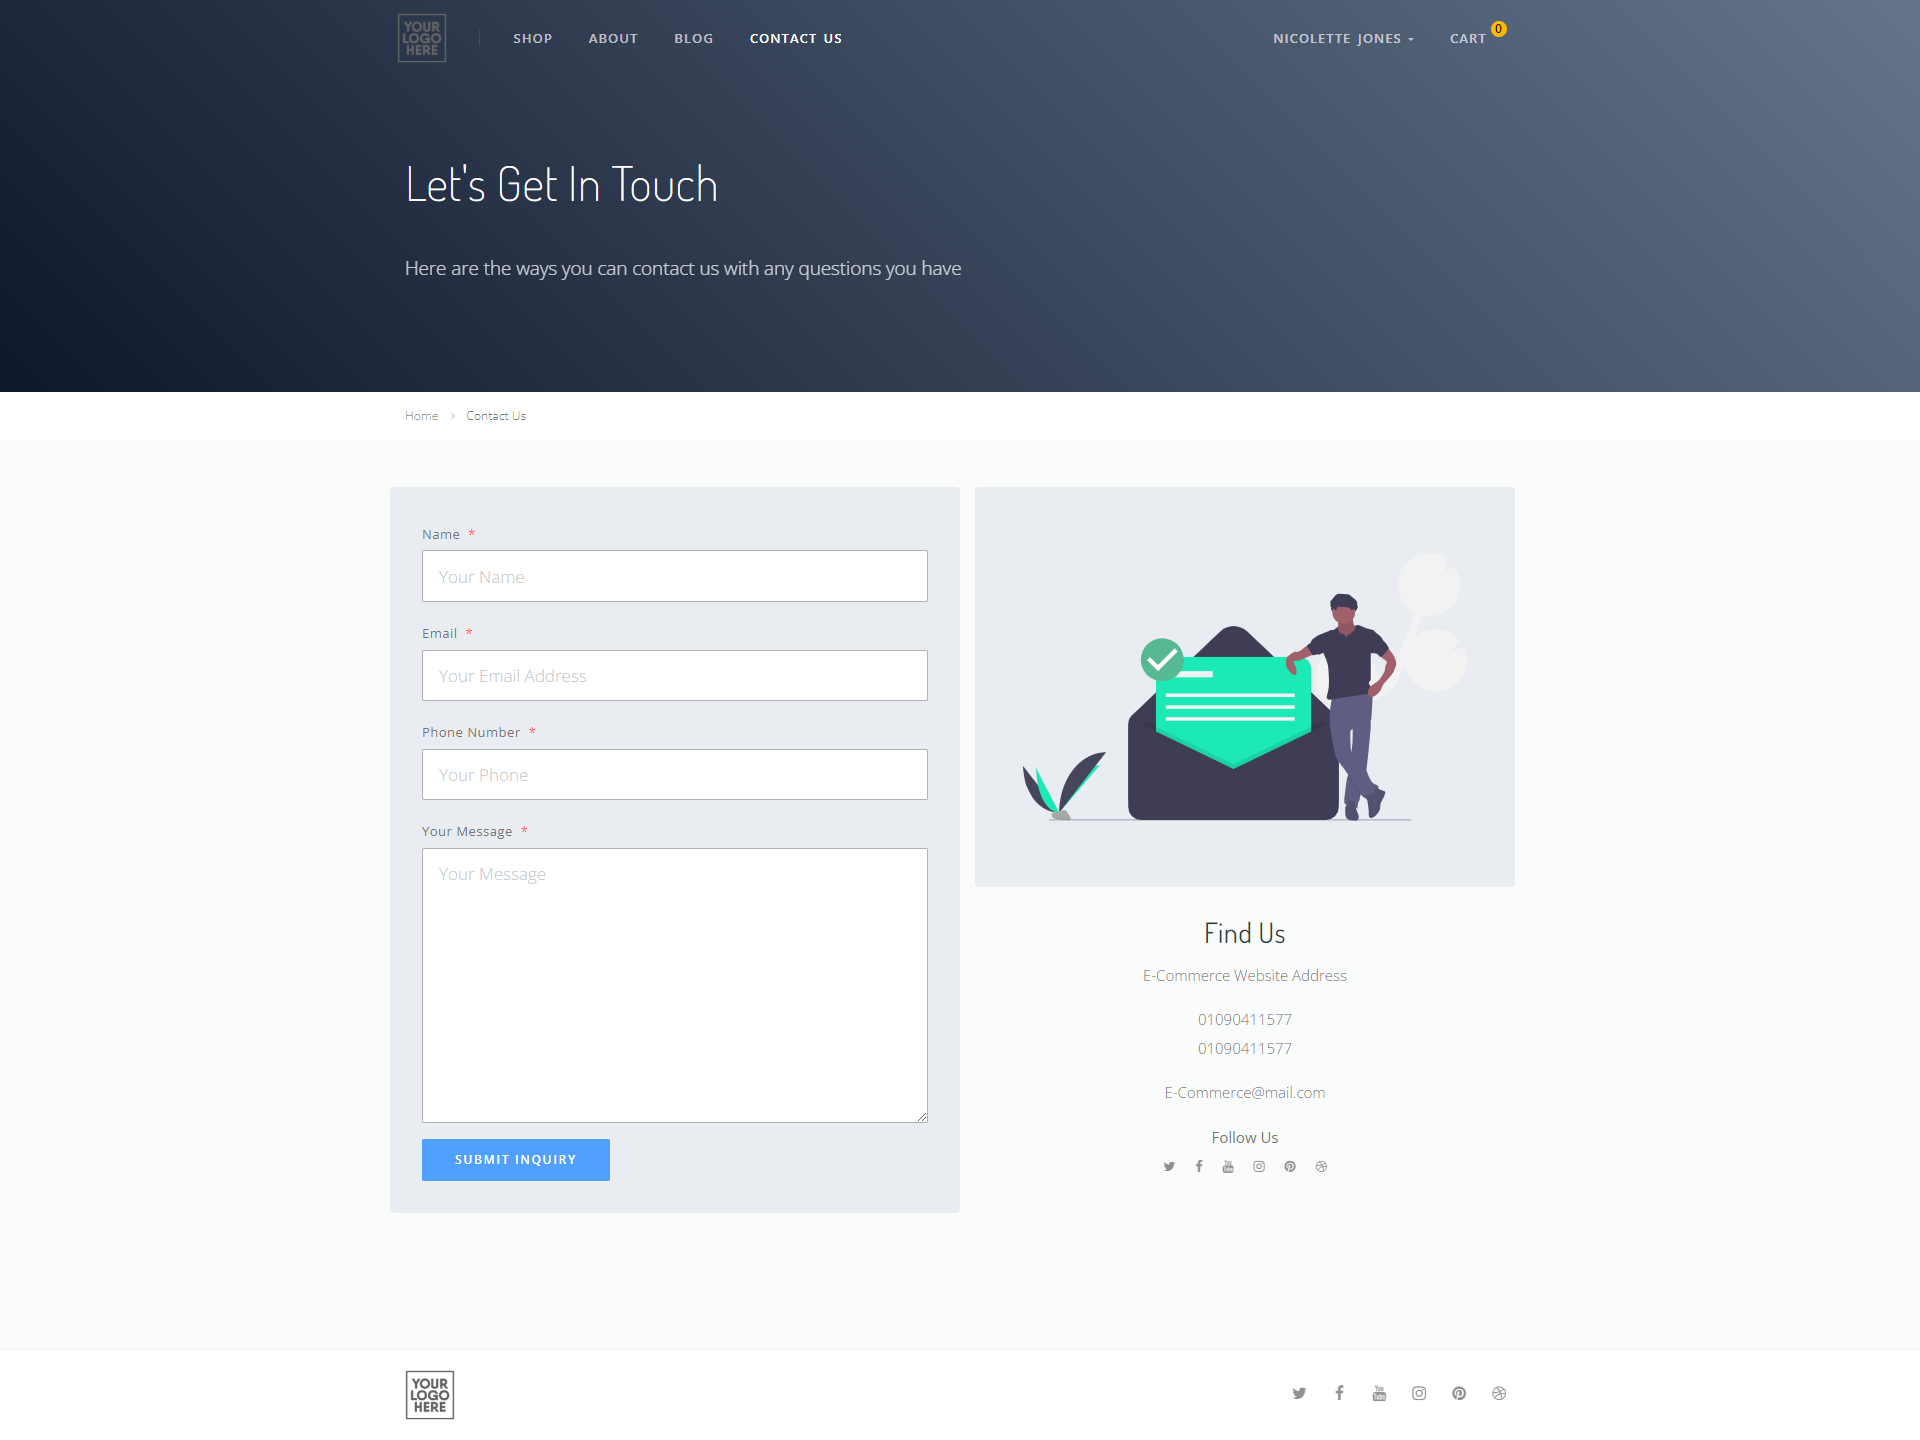 YOUR
LOGO
HERE
SHOP ABOUT BLOG CONTACT US NICOLETTE JONES CART 0
Let's Get In Touch
Here are the ways you can contact us with any questions you have
Home > Contact Us
Name *
Your Name
Email *
Your Email Address
Phone Number *
Your Phone
Your Message *
Your Message
SUBMIT INQUIRY
Find Us
E-Commerce Website Address
01090411577
01090411577
E-Commerce@mail.com
Follow Us
YOUR
LOGO
HERE